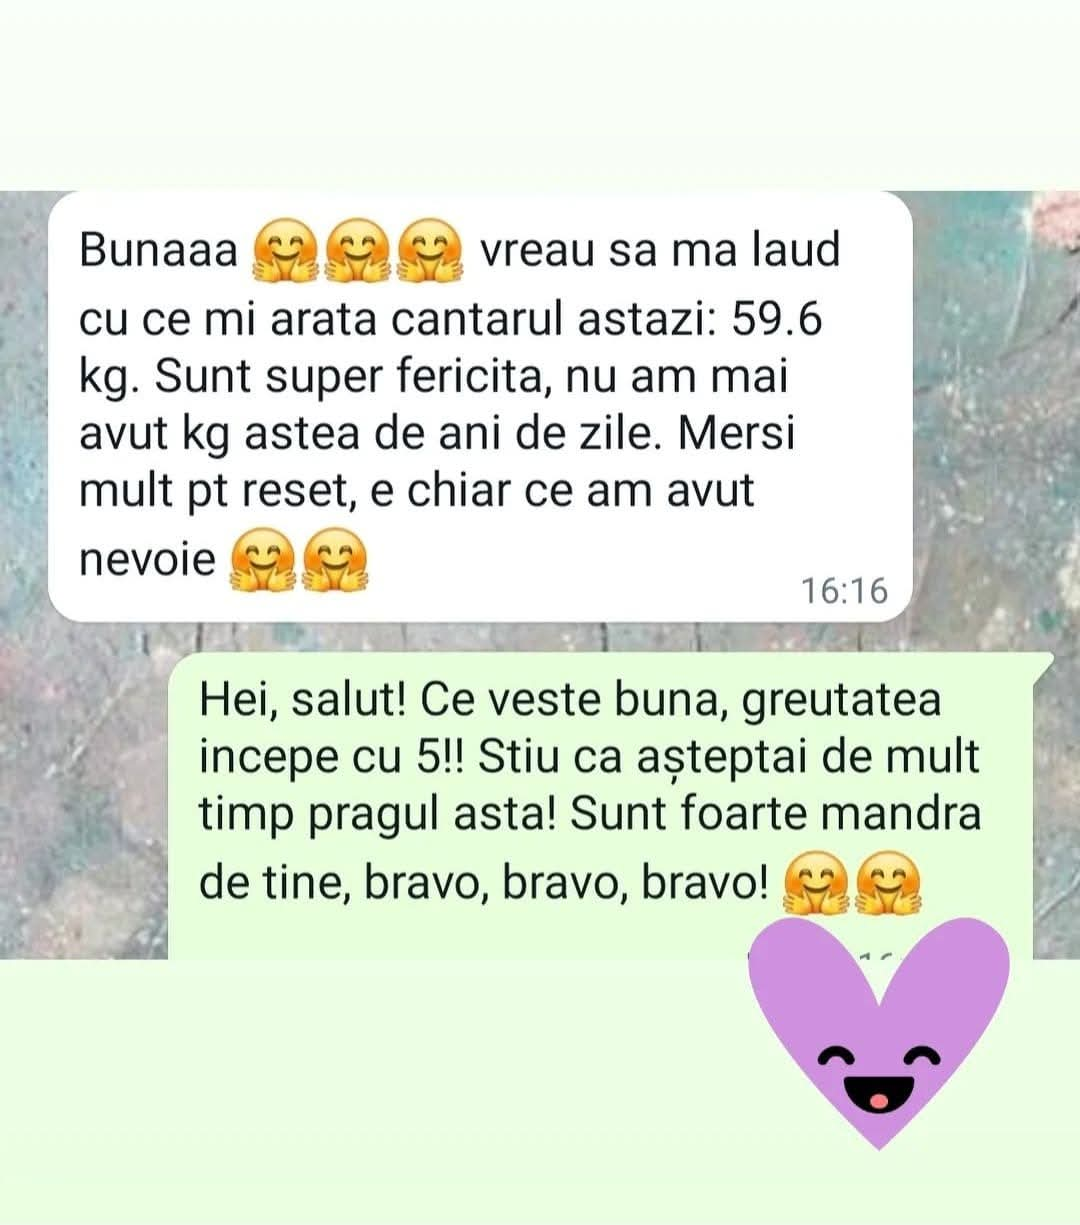 Bunaaa 🤗🤗🤗 vreau sa ma laud
cu ce mi arata cantarul astazi: 59.6
kg. Sunt super fericita, nu am mai
avut kg astea de ani de zile. Mersi
mult pt reset, e chiar ce am avut
nevoie 🤗🤗
16:16
Hei, salut! Ce veste buna, greutatea
incepe cu 5!! Stiu ca așteptai de mult
timp pragul asta! Sunt foarte mandra
de tine, bravo, bravo, bravo! 🤗🤗